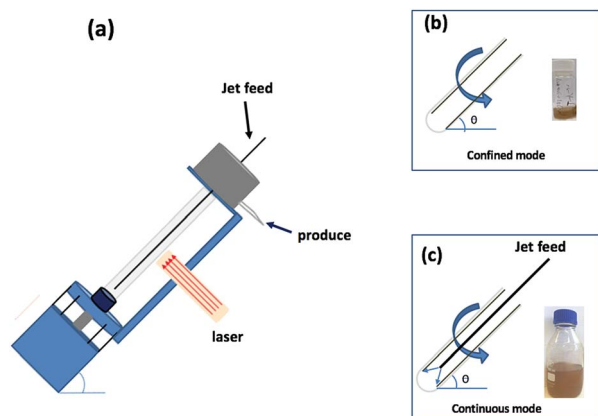 (a)
Jet feed
produce
laser
(b)
θ
Confined mode
(c)
Jet feed
θ
Continuous mode